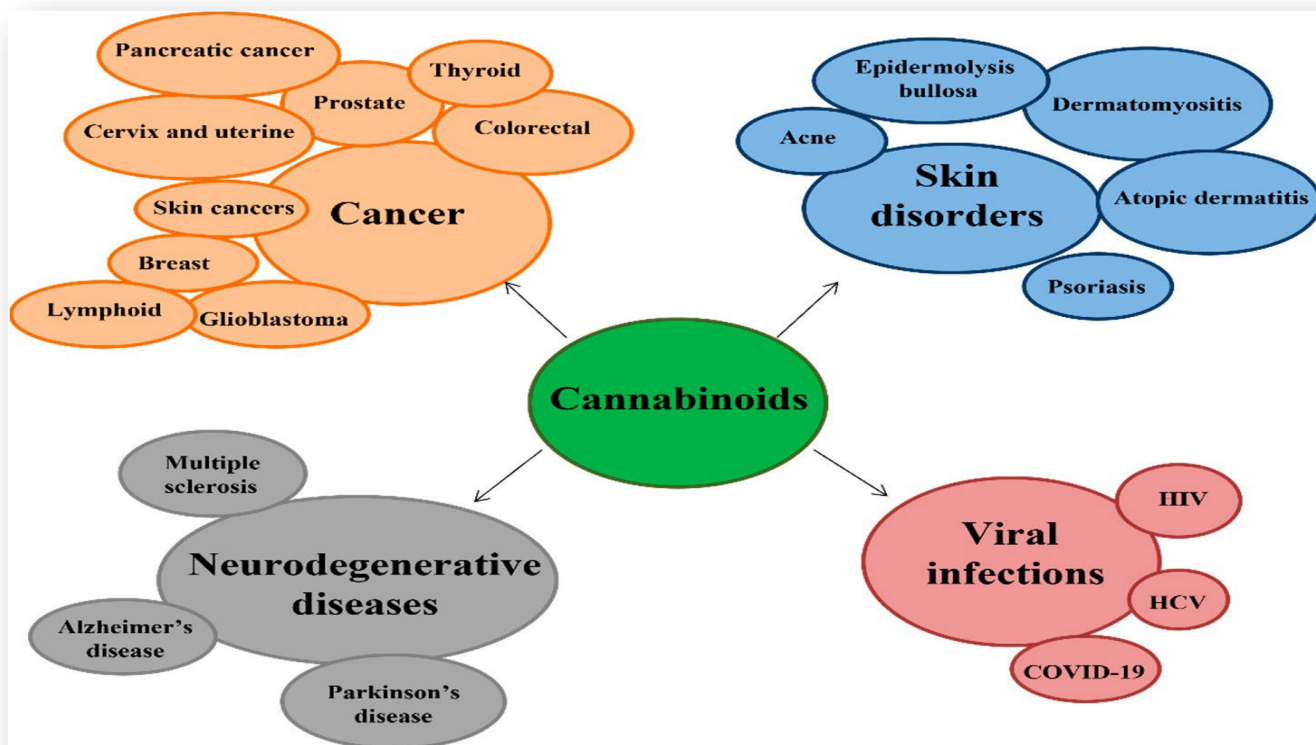 Pancreatic cancer
Thyroid
Prostate
Cervix and uterine
Colorectal
Skin cancers
Cancer
Breast
Lymphoid
Glioblastoma
Epidermolysis
bullosa
Dermatomyositis
Acne
Skin
disorders
Atopic dermatitis
Psoriasis
Cannabinoids
Multiple
sclerosis
Neurodegenerative
diseases
Alzheimer’s
disease
Parkinson’s
disease
Viral
infections
HIV
HCV
COVID-19